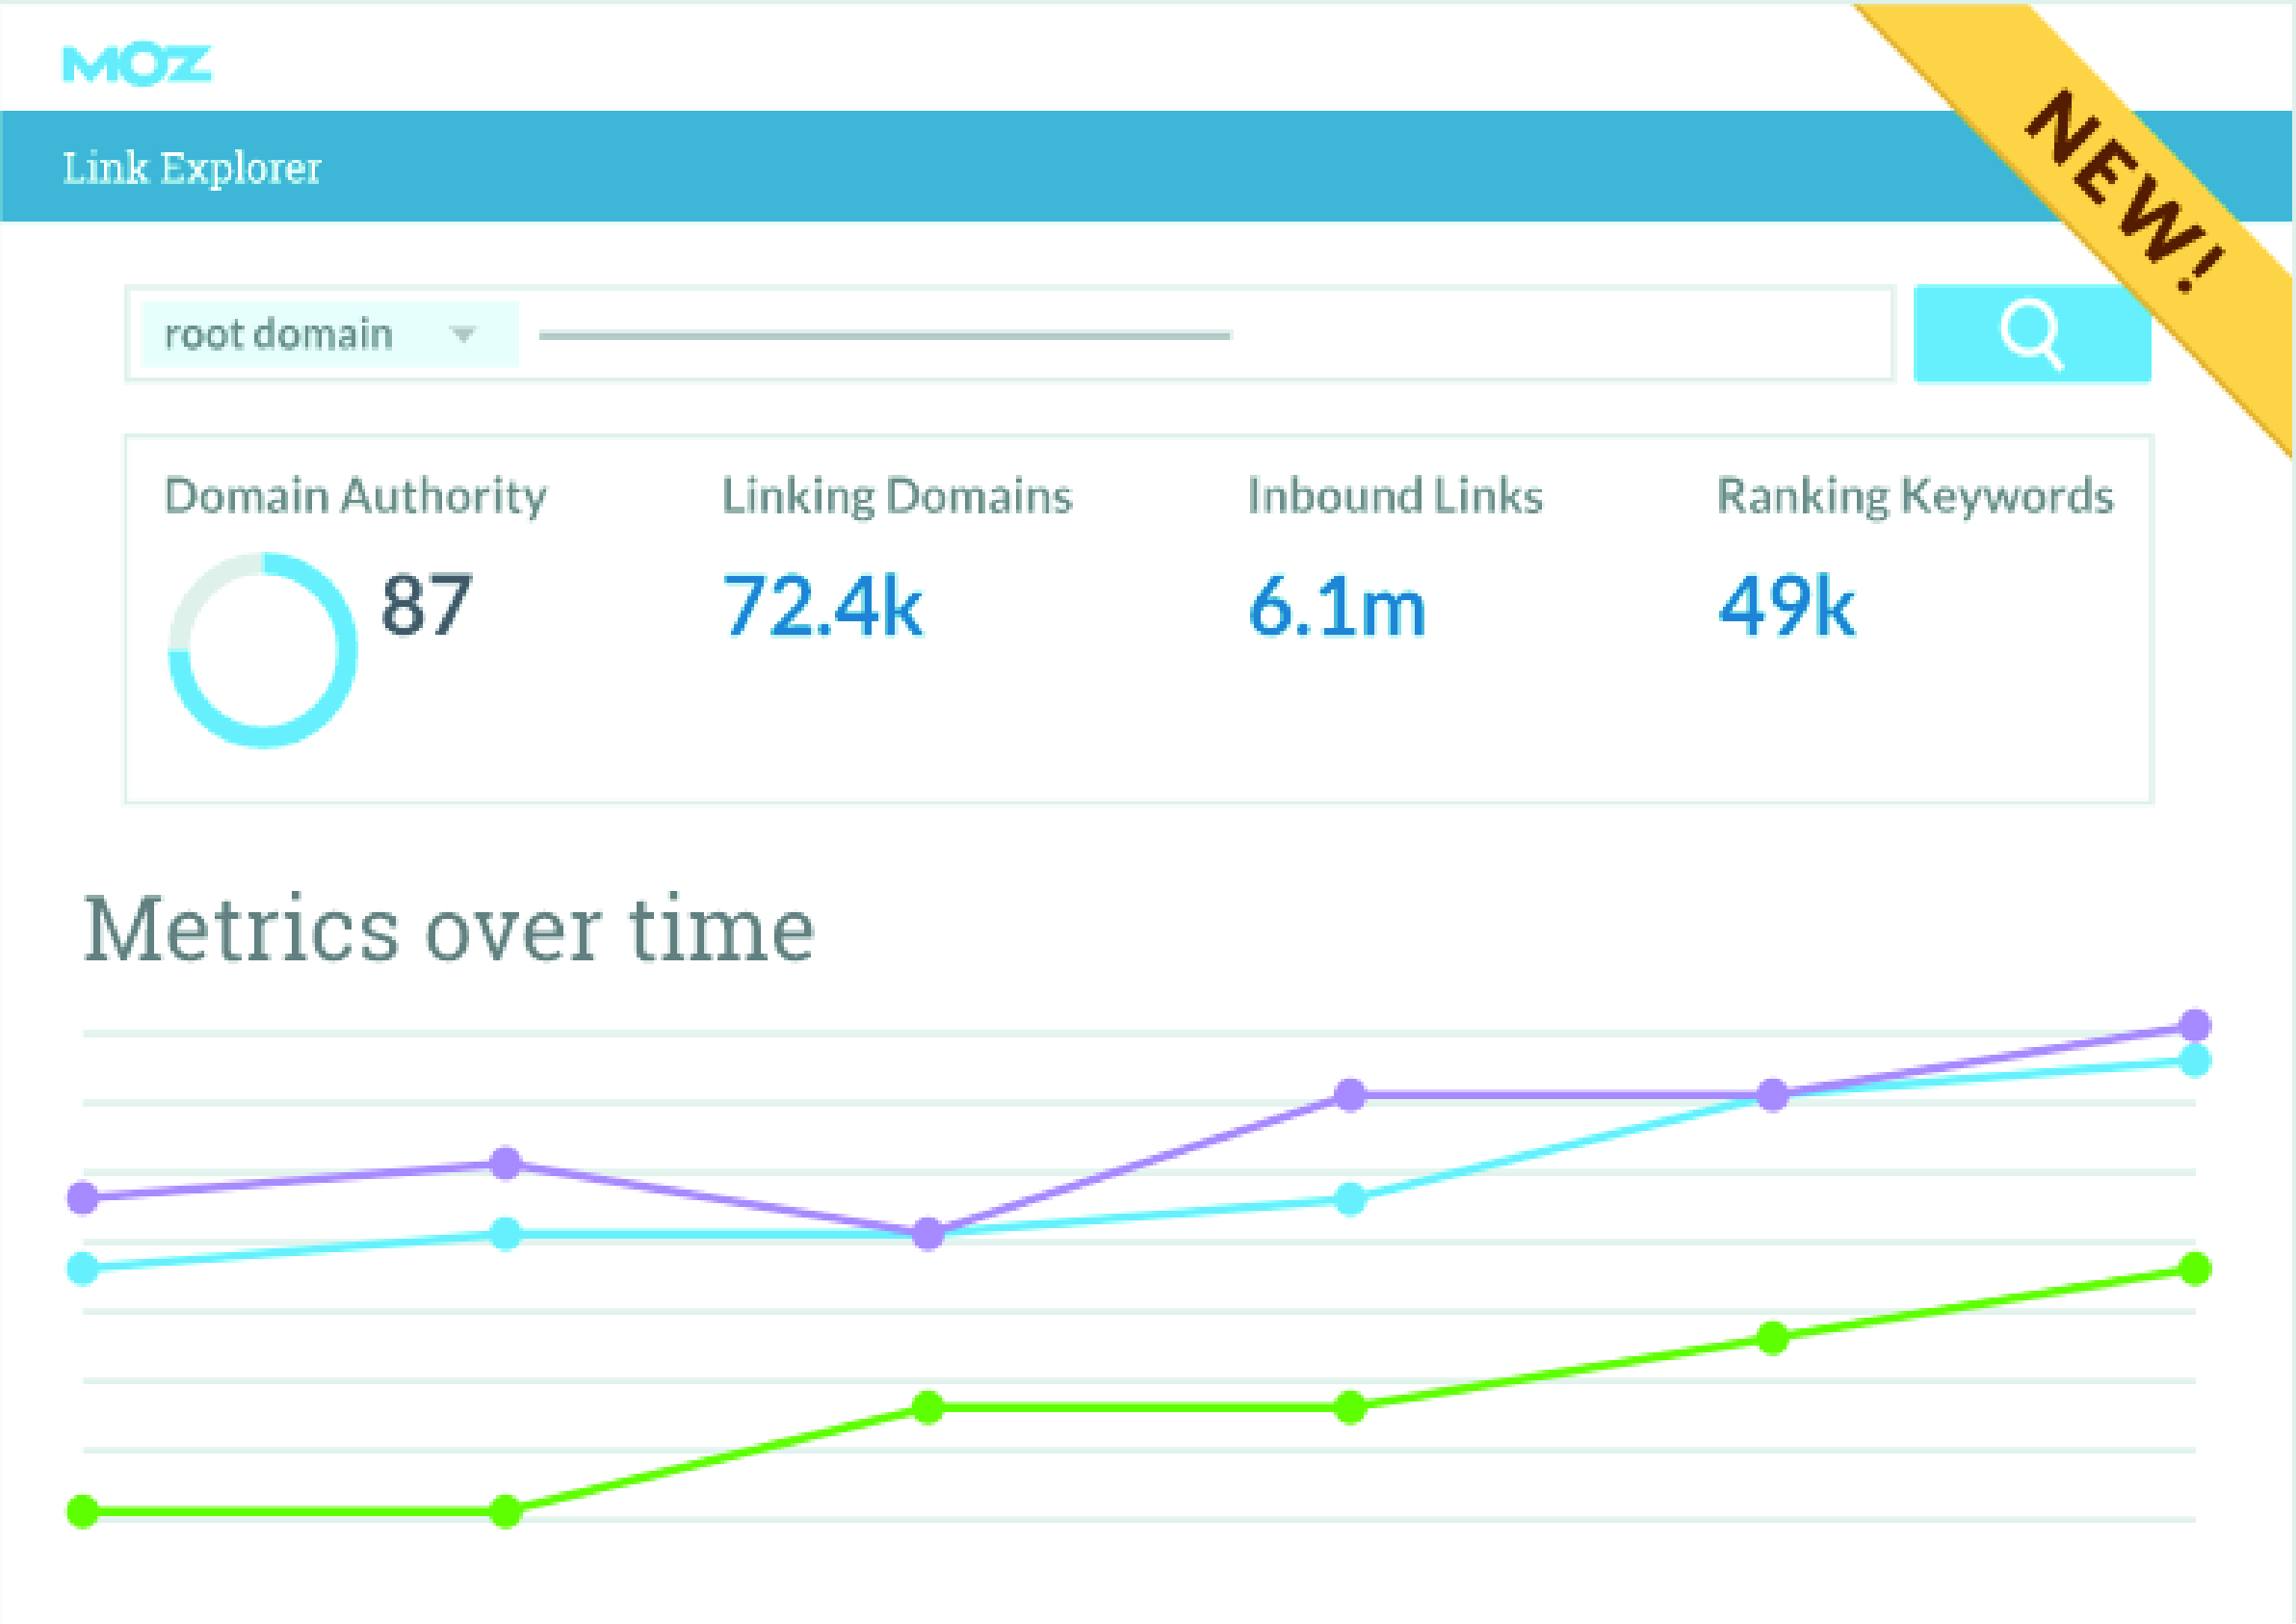 MOZ
NEW!
Link Explorer
root domain
Domain Authority
Linking Domains
Inbound Links
Ranking Keywords
87
72.4k
6.1m
49k
Metrics over time